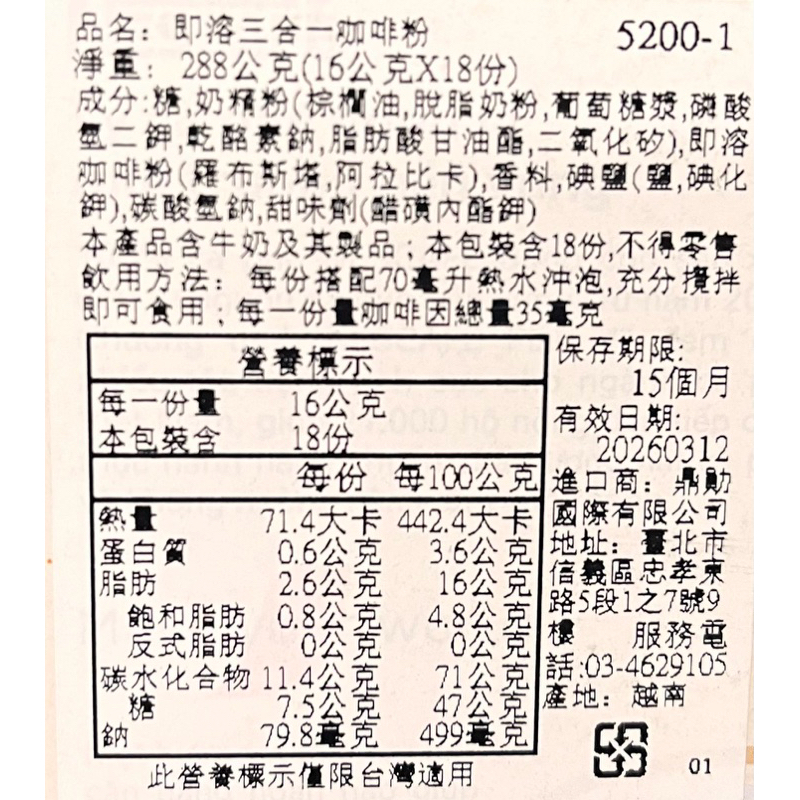 品名: 即溶三合一咖啡粉
5200-1
淨重: 288公克(16公克X18份)
成分:糖,奶精粉(棕櫚油,脫脂奶粉,葡萄糖漿,磷酸
氫二鉀,乾酪素鈉,脂肪酸甘油酯,二氧化矽),即溶
咖啡粉(羅布斯塔,阿拉比卡),香料,碘鹽(鹽,碘化
鉀),碳酸氫鈉,甜味劑(醋磺內酯鉀)
本產品含牛奶及其製品;本包裝含18份,不得零售
飲用方法: 每份搭配70毫升熱水沖泡,充分攪拌
即可食用;每一份量咖啡因總量35毫克
營養標示
每一份量 16公克
本包裝含 18份
每份 每100公克
熱量 71.4大卡 442.4大卡
蛋白質 0.6公克 3.6公克
脂肪 2.6公克 16公克
飽和脂肪 0.8公克 4.8公克
反式脂肪 0公克 0公克
碳水化合物 11.4公克 71公克
糖 7.5公克 47公克
鈉 79.8毫克 499毫克
此營養標示僅限台灣適用
保存期限:
15個月
有效日期:
20260312
進口商: 鼎勛
國際有限公司
地址: 臺北市
信義區忠孝東
路5段1之7號9
樓 服務電
話:03-4629105
產地: 越南
01